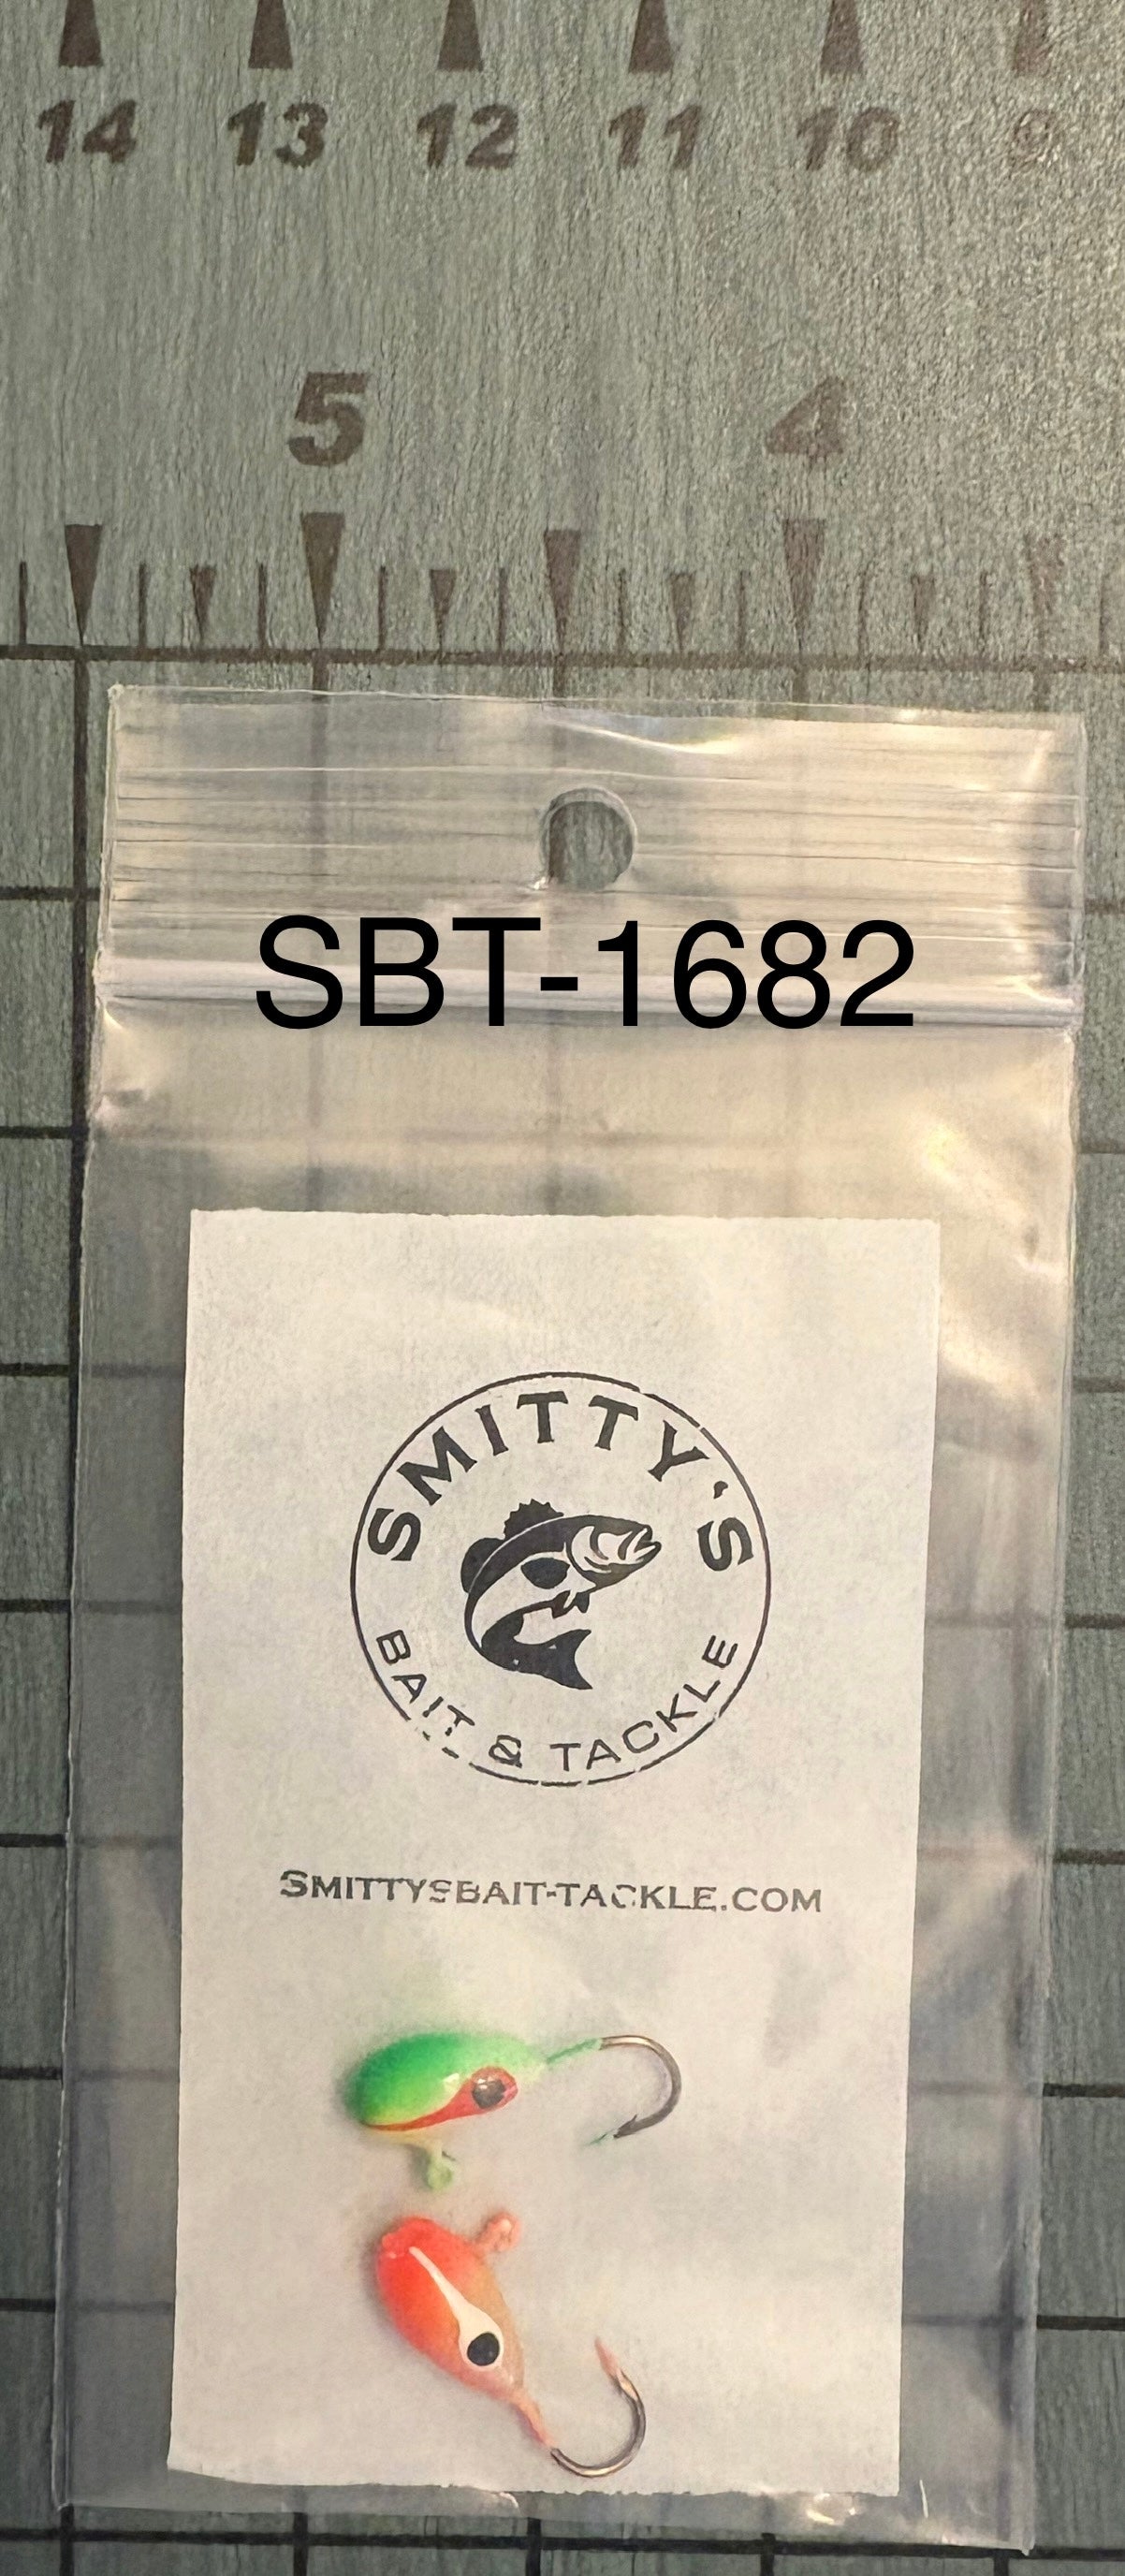 14 13 12 11 10 9
5 4
SBT-1682
SMITTY'S
BAIT & TACKLE
SMITTYSBAIT-TACKLE.COM